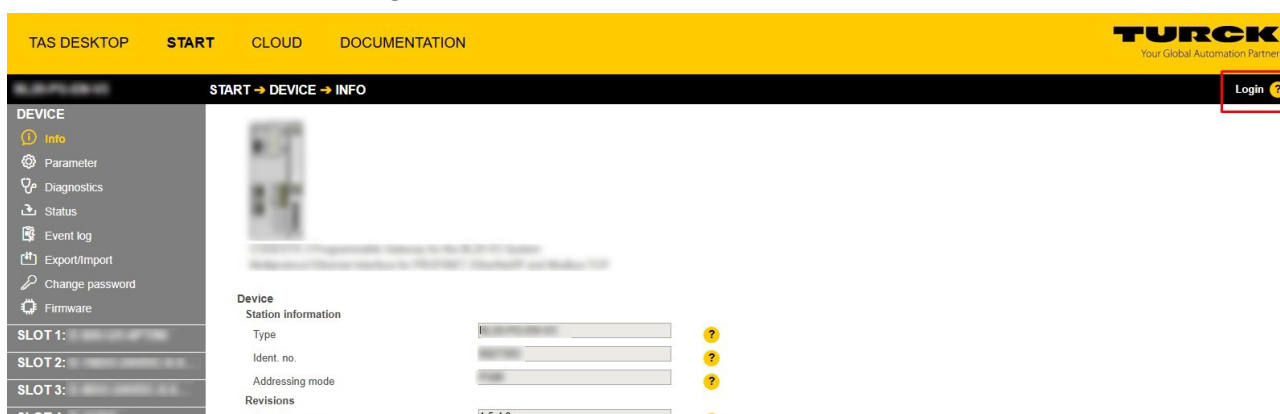 TAS DESKTOP START CLOUD DOCUMENTATION
TURCK
Your Global Automation Partner
START ➔ DEVICE ➔ INFO
Login ?
DEVICE
Info
Parameter
Diagnostics
Status
Event log
Export/Import
Change password
Firmware
SLOT 1:
SLOT 2:
SLOT 3:
Device
Station information
Type ?
Ident. no. ?
Addressing mode ?
Revisions